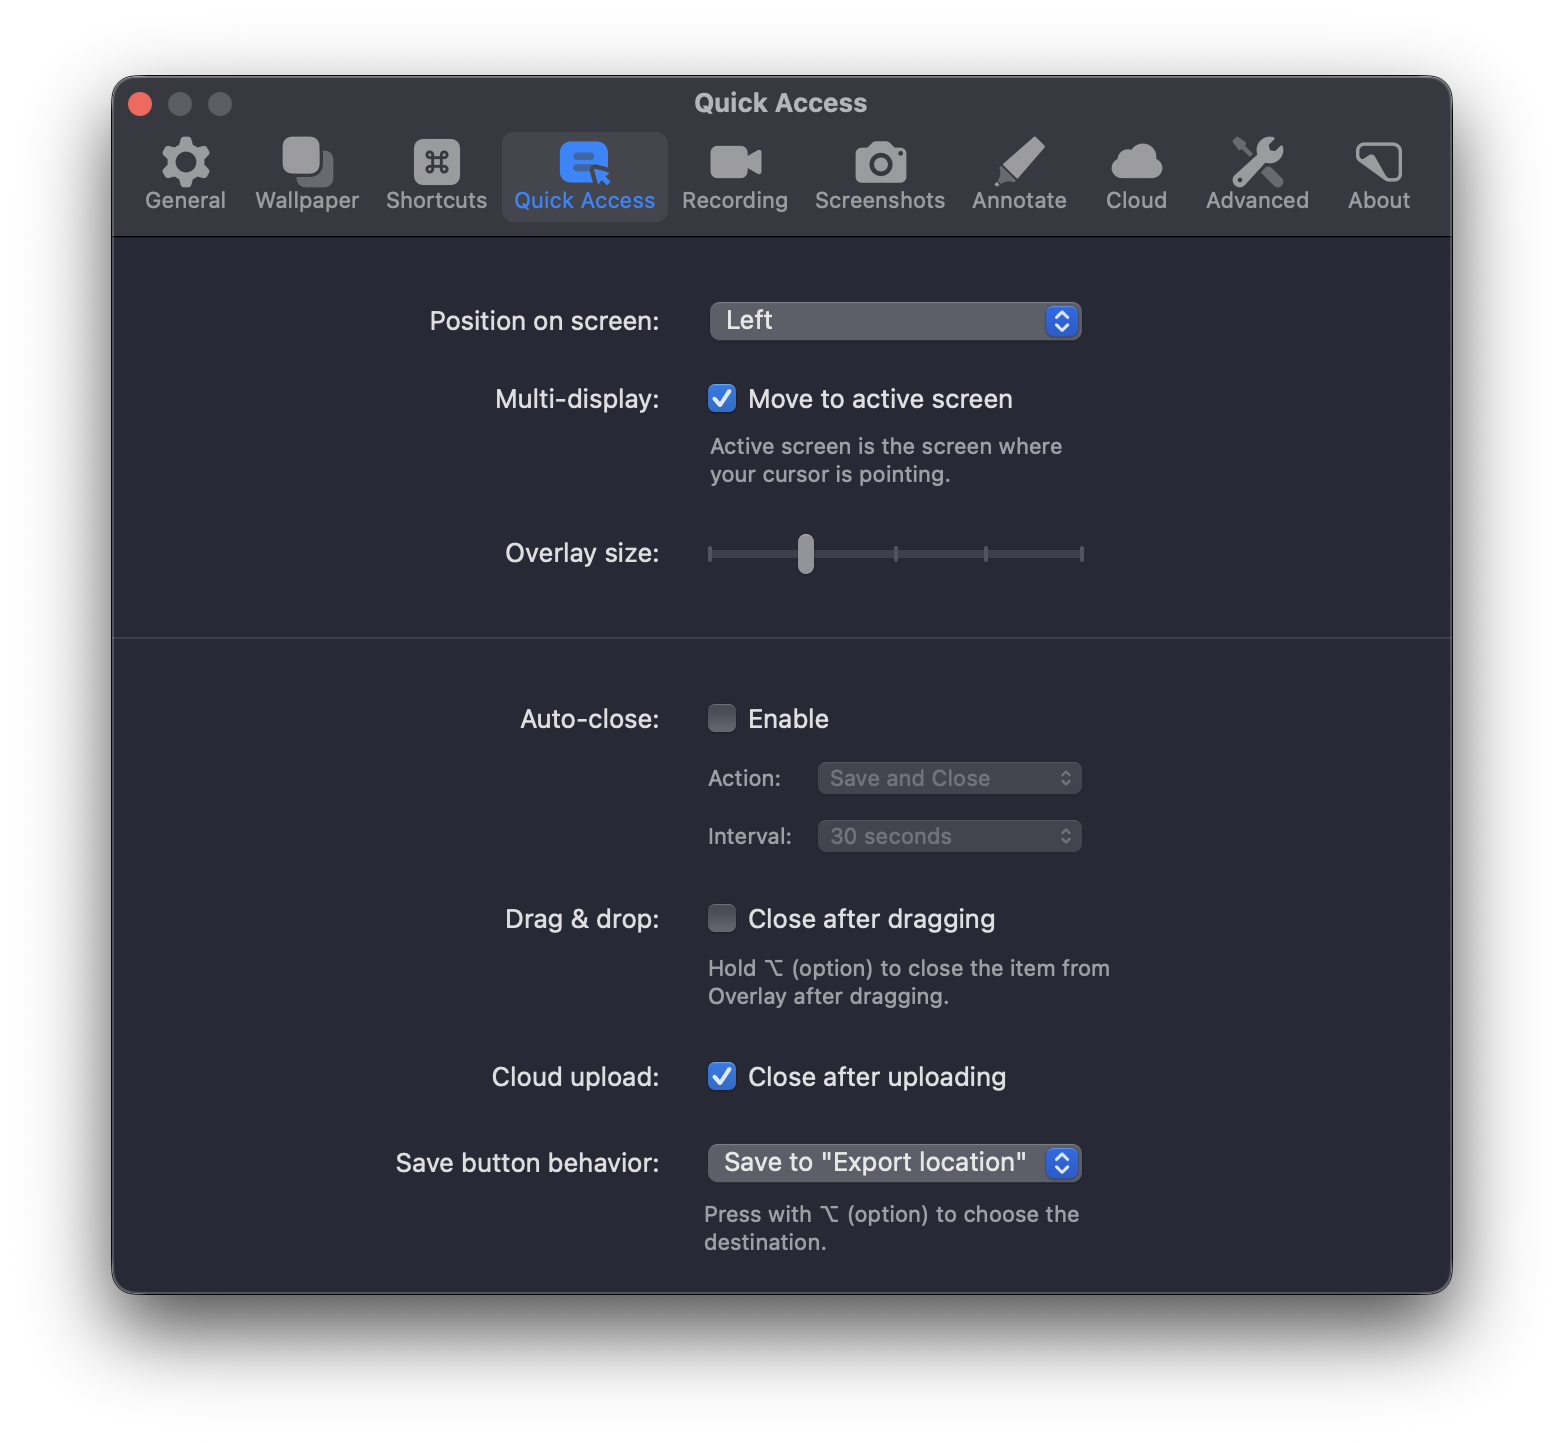 Quick Access
General
Wallpaper
Shortcuts
Quick Access
Recording
Screenshots
Annotate
Cloud
Advanced
About
Position on screen:
Left
Multi-display:
Move to active screen
Active screen is the screen where
your cursor is pointing.
Overlay size:
Auto-close:
Enable
Action:
Save and Close
Interval:
30 seconds
Drag & drop:
Close after dragging
Hold ⌥ (option) to close the item from
Overlay after dragging.
Cloud upload:
Close after uploading
Save button behavior:
Save to "Export location"
Press with ⌥ (option) to choose the
destination.